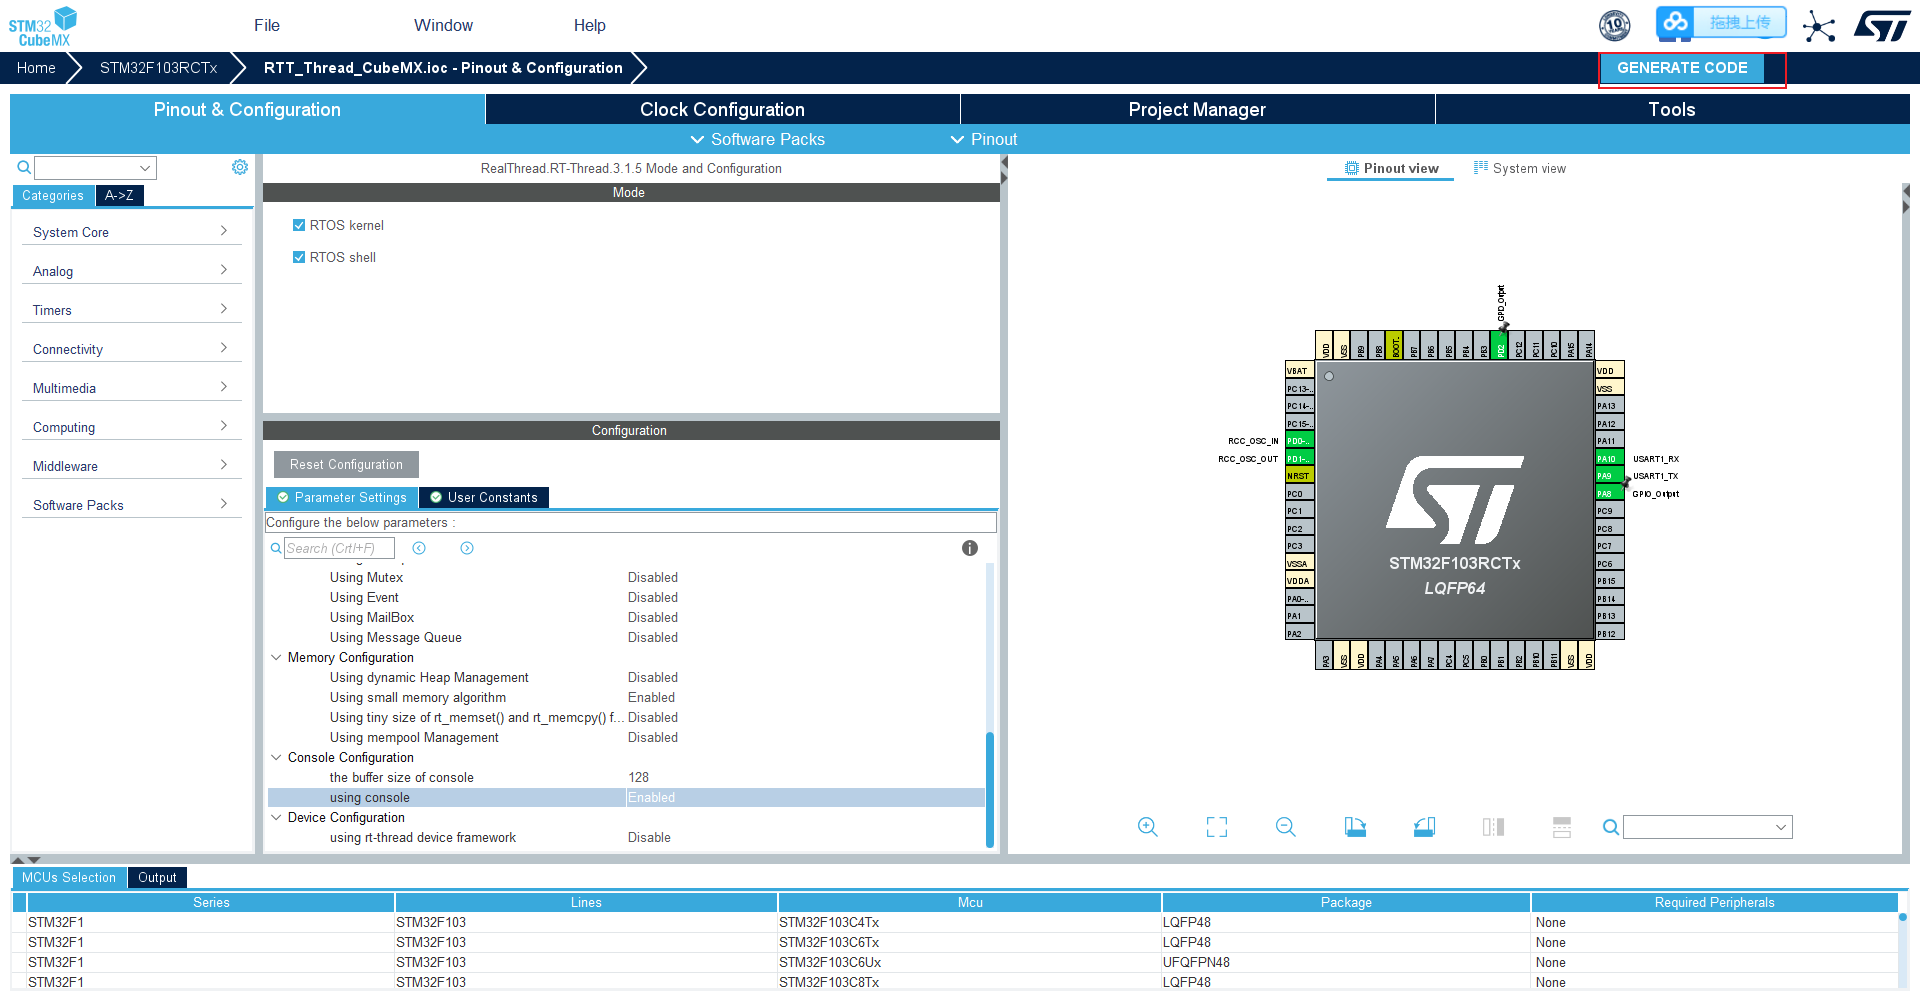 STM32
CubeMX
File
Window
Help
10
拖拽上传
Home
STM32F103RCTx
RTT_Thread_CubeMX.ioc - Pinout & Configuration
GENERATE CODE
Pinout & Configuration
Clock Configuration
Project Manager
Tools
Software Packs
Pinout
Categories
A->Z
System Core
Analog
Timers
Connectivity
Multimedia
Computing
Middleware
Software Packs
RealThread.RT-Thread.3.1.5 Mode and Configuration
Mode
RTOS kernel
RTOS shell
Configuration
Reset Configuration
Parameter Settings
User Constants
Configure the below parameters :
Search (Crtl+F)
Using Mutex Disabled
Using Event Disabled
Using MailBox Disabled
Using Message Queue Disabled
Memory Configuration
Using dynamic Heap Management Disabled
Using small memory algorithm Enabled
Using tiny size of rt_memset() and rt_memcpy() f... Disabled
Using mempool Management Disabled
Console Configuration
the buffer size of console 128
using console Enabled
Device Configuration
using rt-thread device framework Disable
Pinout view
System view
GPIO_Output
VDD
VSS
PB9
PB8
BOOT..
PB7
PB6
PB5
PB4
PB3
PD2
PC12
PC11
PC10
PA15
PA14
VBAT
PC13-..
PC14-..
PC15-..
RCC_OSC_IN PD0-..
RCC_OSC_OUT PD1-..
NRST
PC0
PC1
PC2
PC3
VSSA
VDDA
PA0-..
PA1
PA2
VDD
VSS
PA13
PA12
PA11
PA10 USART1_RX
PA9 USART1_TX
PA8 GPIO_Output
PC9
PC8
PC7
PC6
PB15
PB14
PB13
PB12
PA3
VSS
VDD
PA4
PA5
PA6
PA7
PC4
PC5
PB0
PB1
PB2
PB10
PB11
VSS
VDD
STM32F103RCTx
LQFP64
MCUs Selection
Output
Series Lines Mcu Package Required Peripherals
STM32F1 STM32F103 STM32F103C4Tx LQFP48 None
STM32F1 STM32F103 STM32F103C6Tx LQFP48 None
STM32F1 STM32F103 STM32F103C6Ux UFQFPN48 None
STM32F1 STM32F103 STM32F103C8Tx LQFP48 None